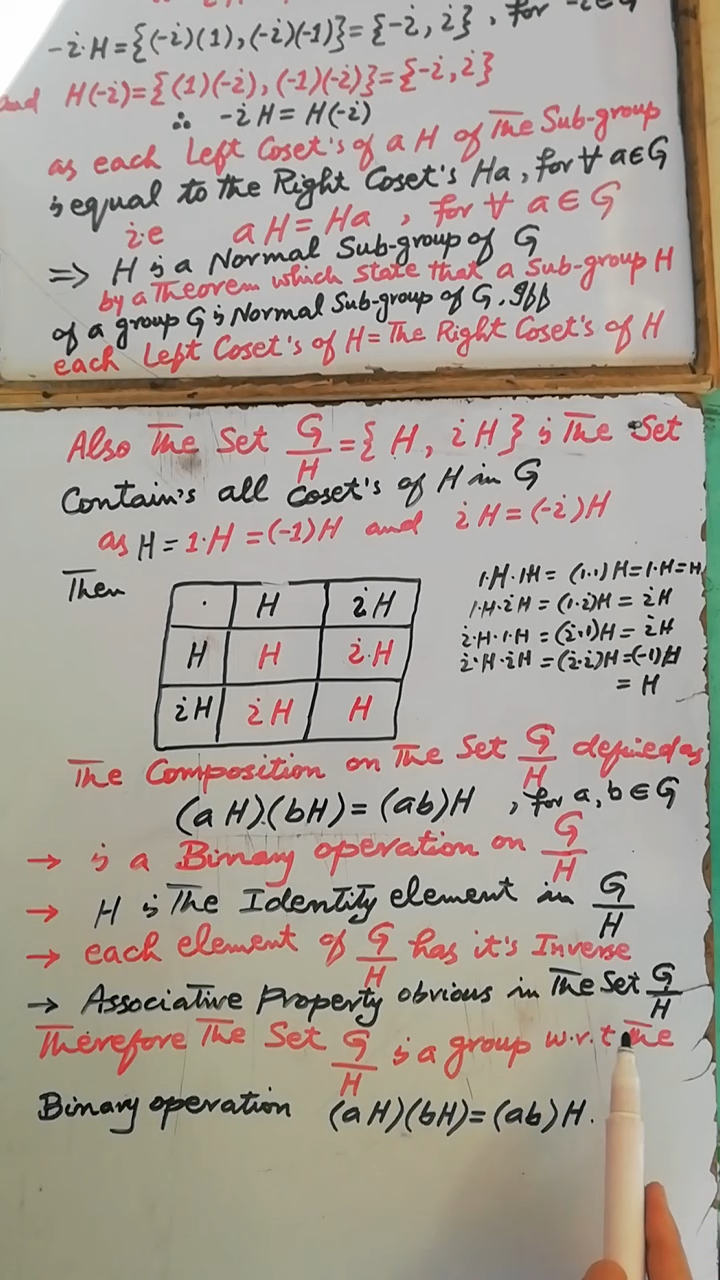 -i·H={(-i)(1),(-i)(-1)}={-i, i}, for -i∈G
and H(-i)={(1)(-i), (-1)(-i)}={-i,i}
∴ -iH=H(-i)
as each Left Coset's of aH of The Sub-group
is equal to the Right Coset's Ha, for ∀ a∈G
i.e aH=Ha, for ∀ a∈G
=> H is a Normal Sub-group of G
by a Theorem which state that a Sub-group H
of a group G is Normal Sub-group of G. Iff
each Left Coset's of H=The Right Coset's of H
Also The Set G/H={H, iH} is The Set
Contain's all Coset's of H in G
as H=1·H=(-1)H and iH=(-i)H
Then
· H iH
H H i·H
iH iH H
1·H·1H=(1·1)H=1·H=H
1·H·iH=(1·i)H=iH
i·H·1·H=(i·1)H=iH
i·H·iH=(i·i)H=(-1)H
=H
The Composition on The Set G/H defined as
(aH).(bH)=(ab)H, for a,b∈G
→ is a Binary operation on G/H
→ H is The Identity element in G/H
→ each element of G/H has it's Inverse
→ Associative Property obvious in The Set G/H
Therefore The Set G/H is a group w.r.t The
Binary operation (aH)(bH)=(ab)H.